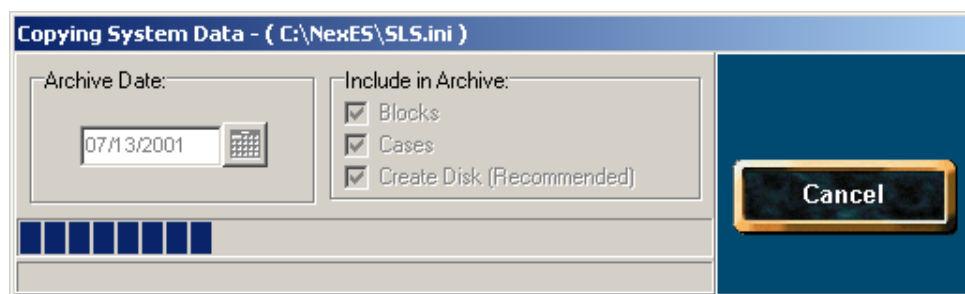 Copying System Data - ( C:\NexES\SLS.ini )
Archive Date:
07/13/2001
Include in Archive:
Blocks
Cases
Create Disk (Recommended)
Cancel